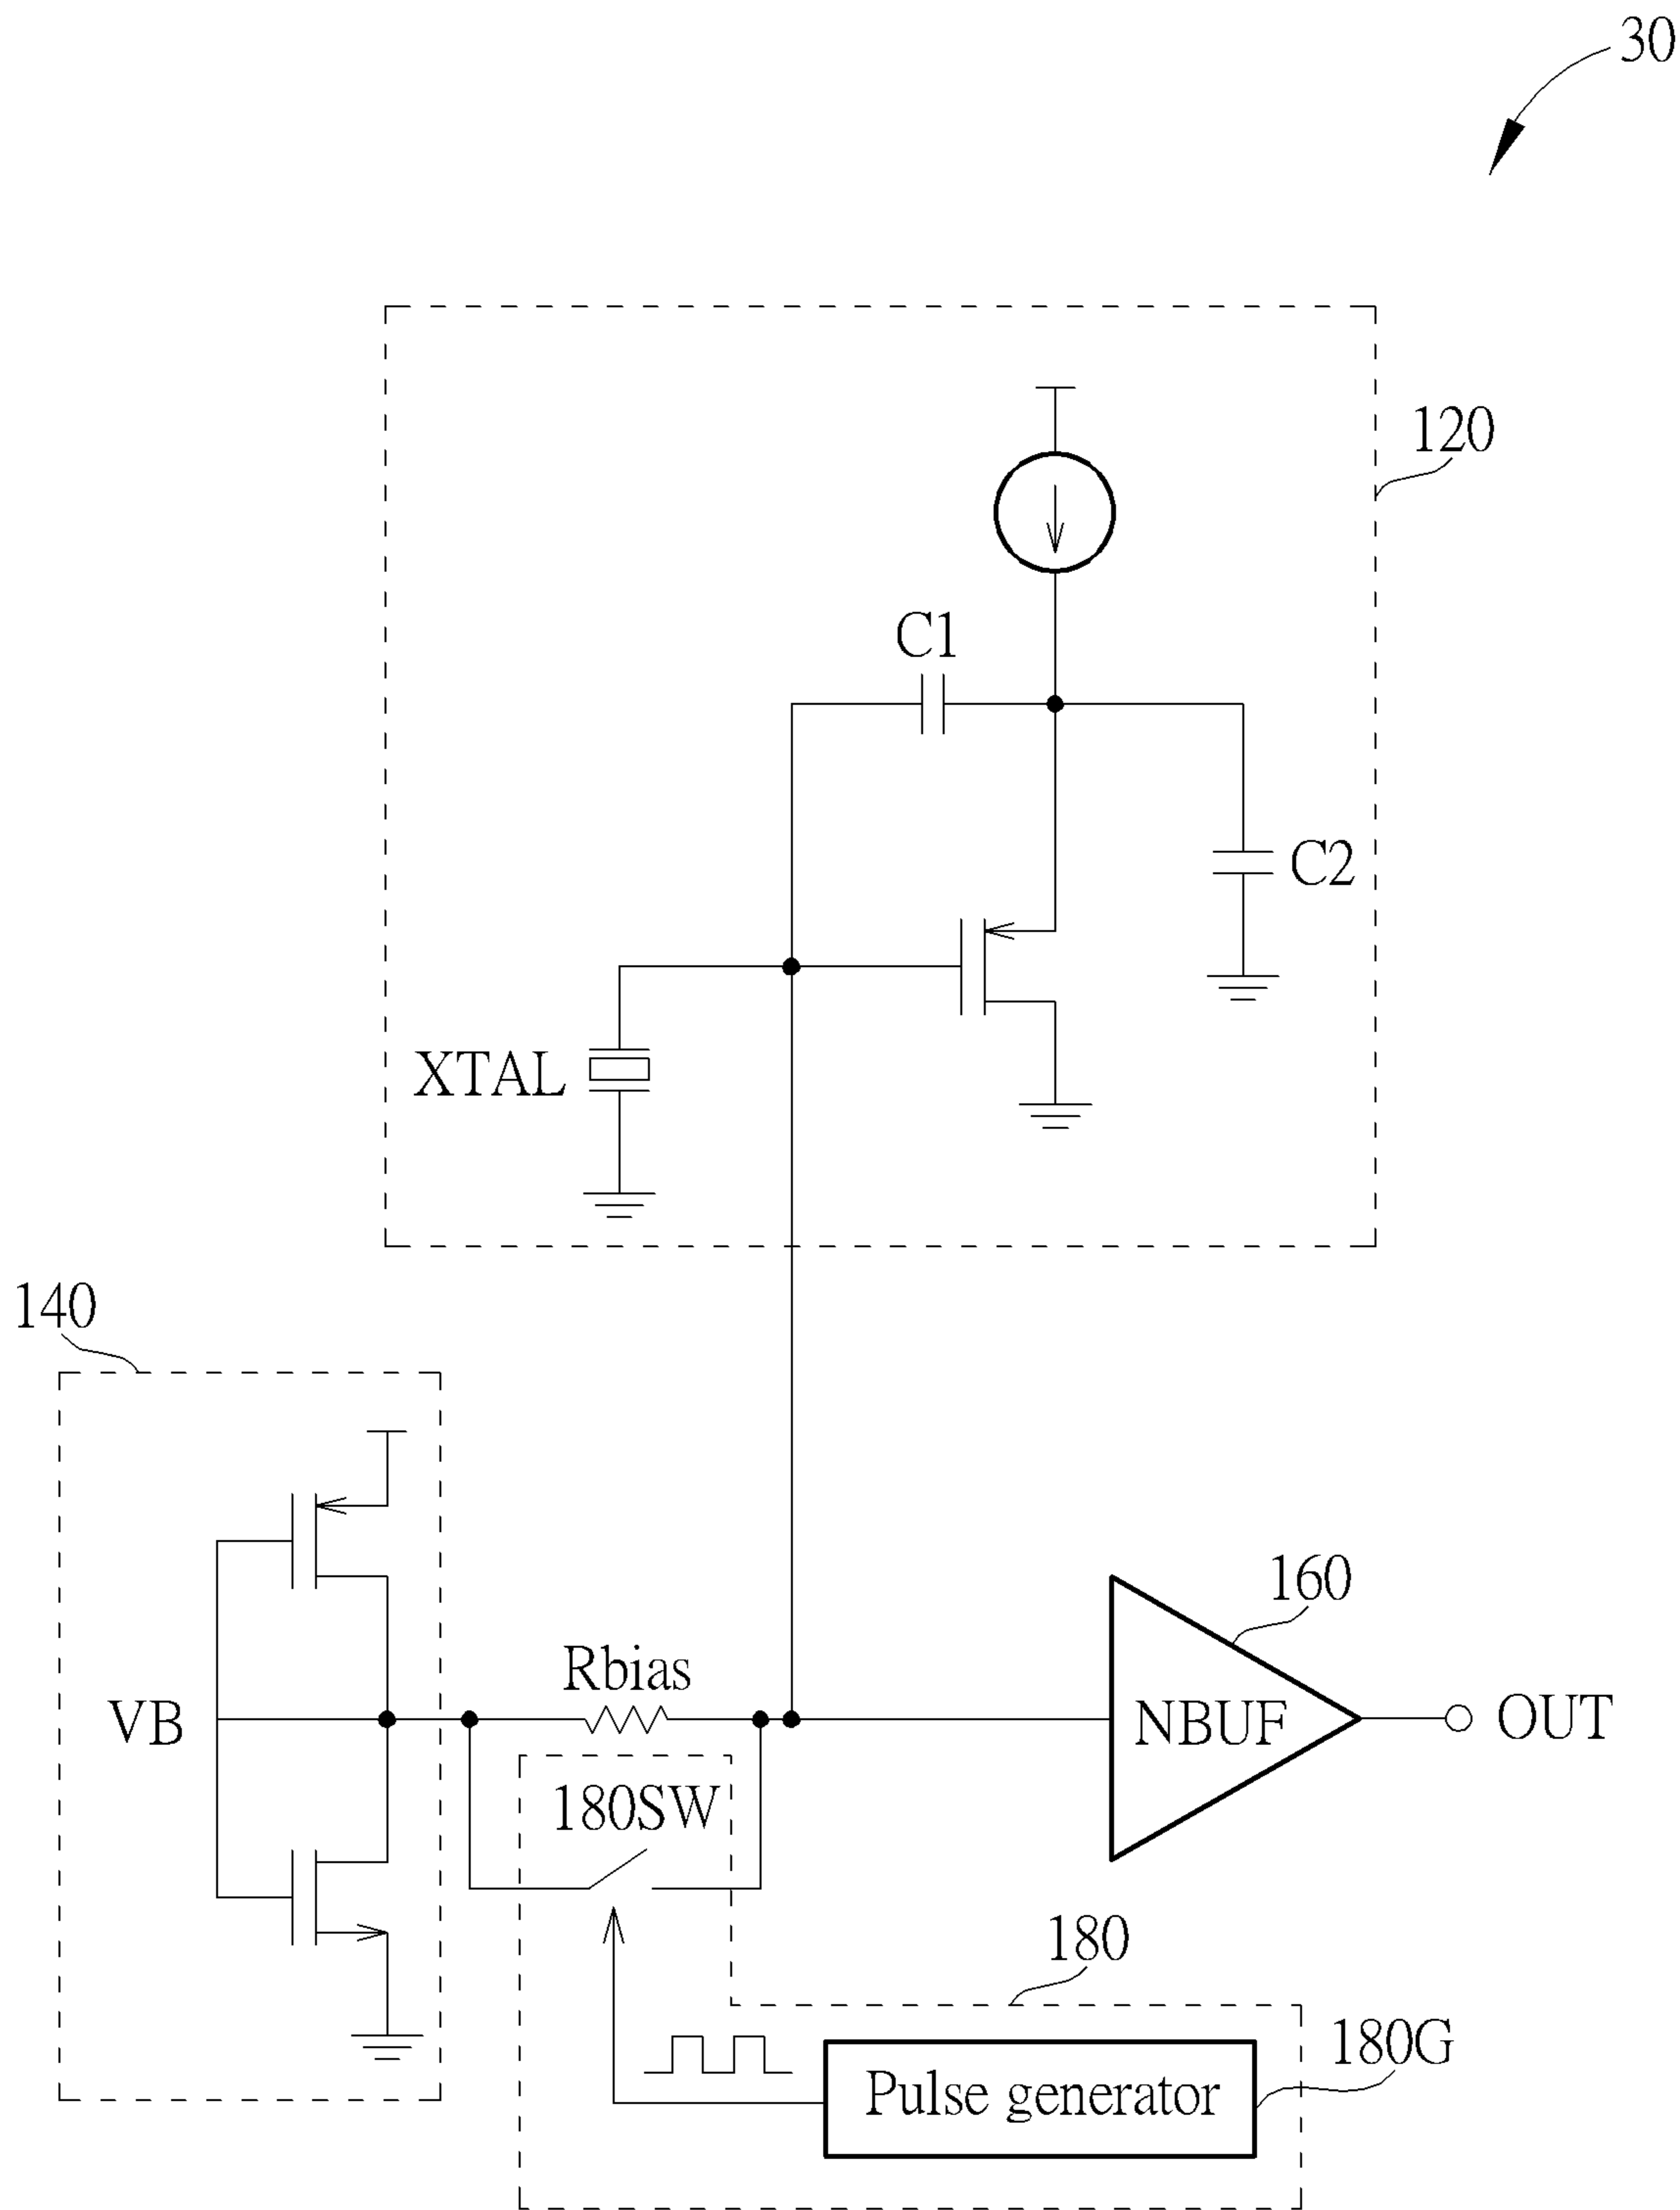 30
120
C1
C2
XTAL
140
160
Rbias
VB
NBUF
OUT
180SW
180
180G
Pulse generator